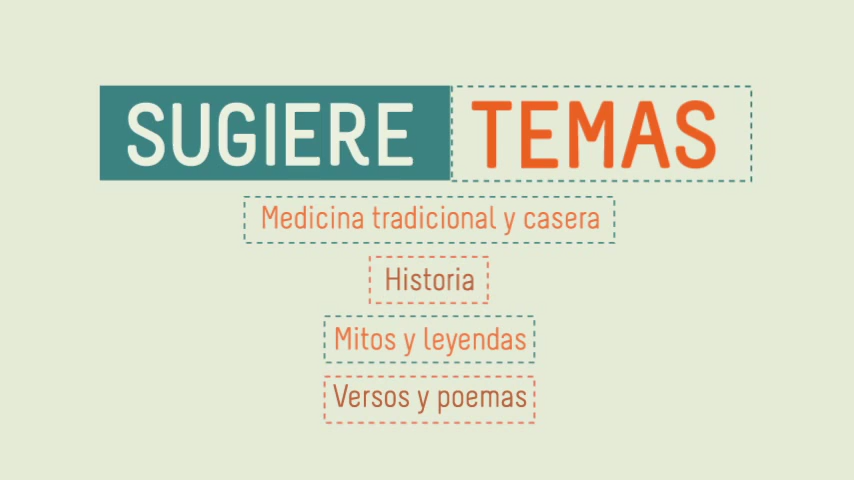 SUGIERE TEMAS
Medicina tradicional y casera
Historia
Mitos y leyendas
Versos y poemas